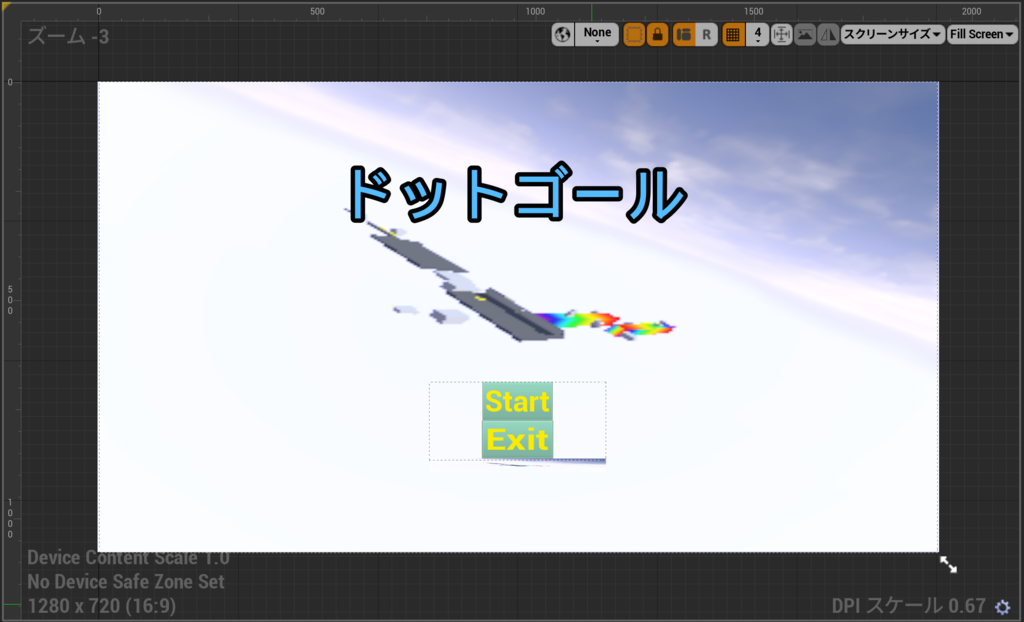 0 500 1000 1500 2000
ズーム -3
None
R
4
スクリーンサイズ
Fill Screen
0
500
1000
ドットゴール
Start
Exit
Device Content Scale 1.0
No Device Safe Zone Set
1280 x 720 (16:9)
DPI スケール 0.67